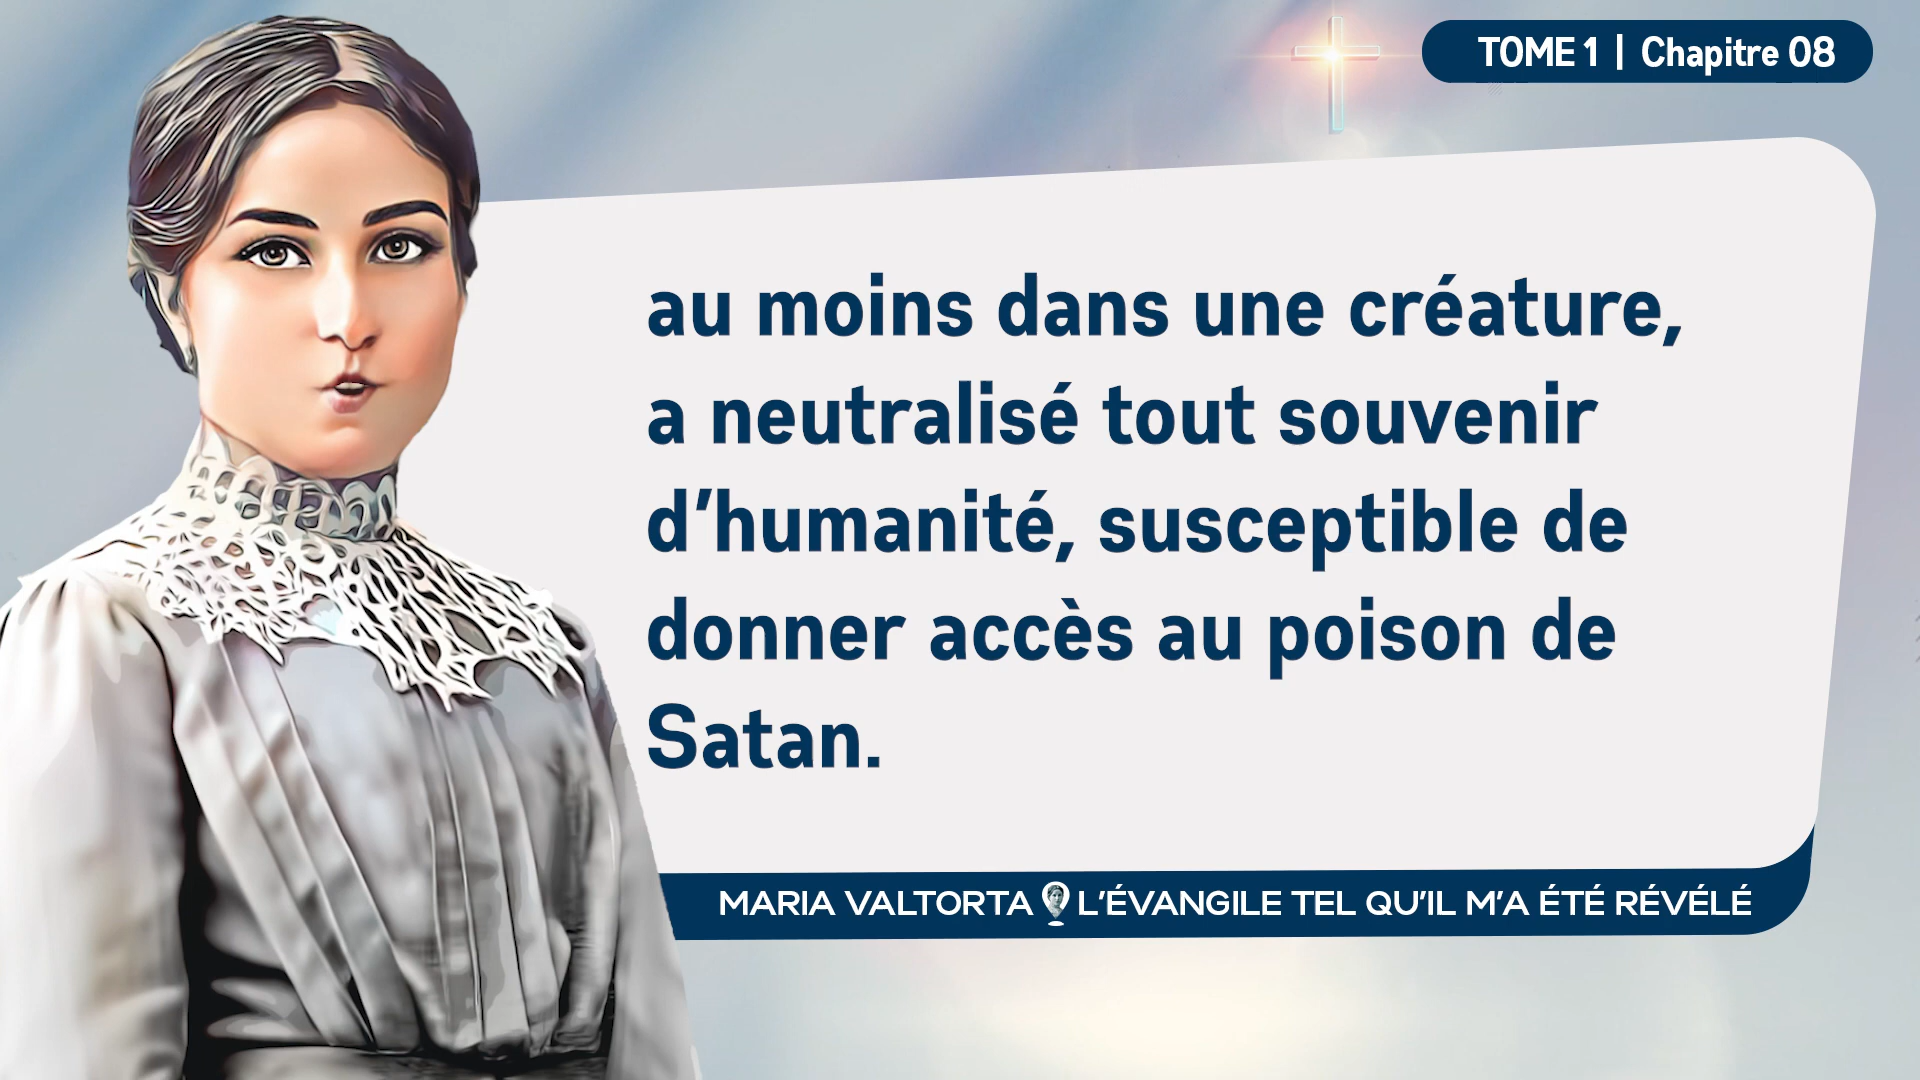 TOME 1 | Chapitre 08
au moins dans une créature,
a neutralisé tout souvenir
d’humanité, susceptible de
donner accès au poison de
Satan.
MARIA VALTORTA L’ÉVANGILE TEL QU’IL M’A ÉTÉ RÉVÉLÉ